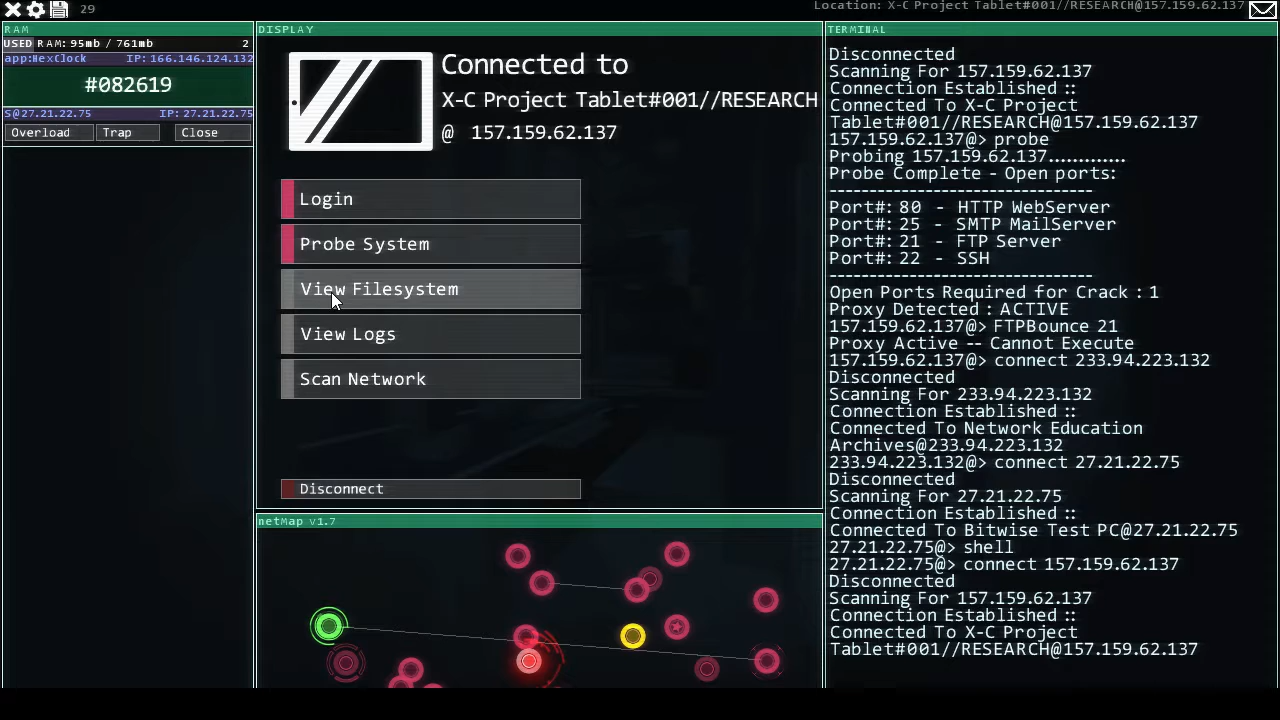 29
Location: X-C Project Tablet#001//RESEARCH@157.159.62.137
RAM
USED RAM: 95mb / 761mb 2
app:HexClock IP: 166.146.124.132
#082619
S@27.21.22.75 IP: 27.21.22.75
Overload Trap Close
DISPLAY
Connected to
X-C Project Tablet#001//RESEARCH
@ 157.159.62.137
Login
Probe System
View Filesystem
View Logs
Scan Network
Disconnect
netMap v1.7
TERMINAL
Disconnected
Scanning For 157.159.62.137
Connection Established ::
Connected To X-C Project
Tablet#001//RESEARCH@157.159.62.137
157.159.62.137@> probe
Probing 157.159.62.137.............
Probe Complete - Open ports:
---------------------------------
Port#: 80 - HTTP WebServer
Port#: 25 - SMTP MailServer
Port#: 21 - FTP Server
Port#: 22 - SSH
---------------------------------
Open Ports Required for Crack : 1
Proxy Detected : ACTIVE
157.159.62.137@> FTPBounce 21
Proxy Active -- Cannot Execute
157.159.62.137@> connect 233.94.223.132
Disconnected
Scanning For 233.94.223.132
Connection Established ::
Connected To Network Education
Archives@233.94.223.132
233.94.223.132@> connect 27.21.22.75
Disconnected
Scanning For 27.21.22.75
Connection Established ::
Connected To Bitwise Test PC@27.21.22.75
27.21.22.75@> shell
27.21.22.75@> connect 157.159.62.137
Disconnected
Scanning For 157.159.62.137
Connection Established ::
Connected To X-C Project
Tablet#001//RESEARCH@157.159.62.137